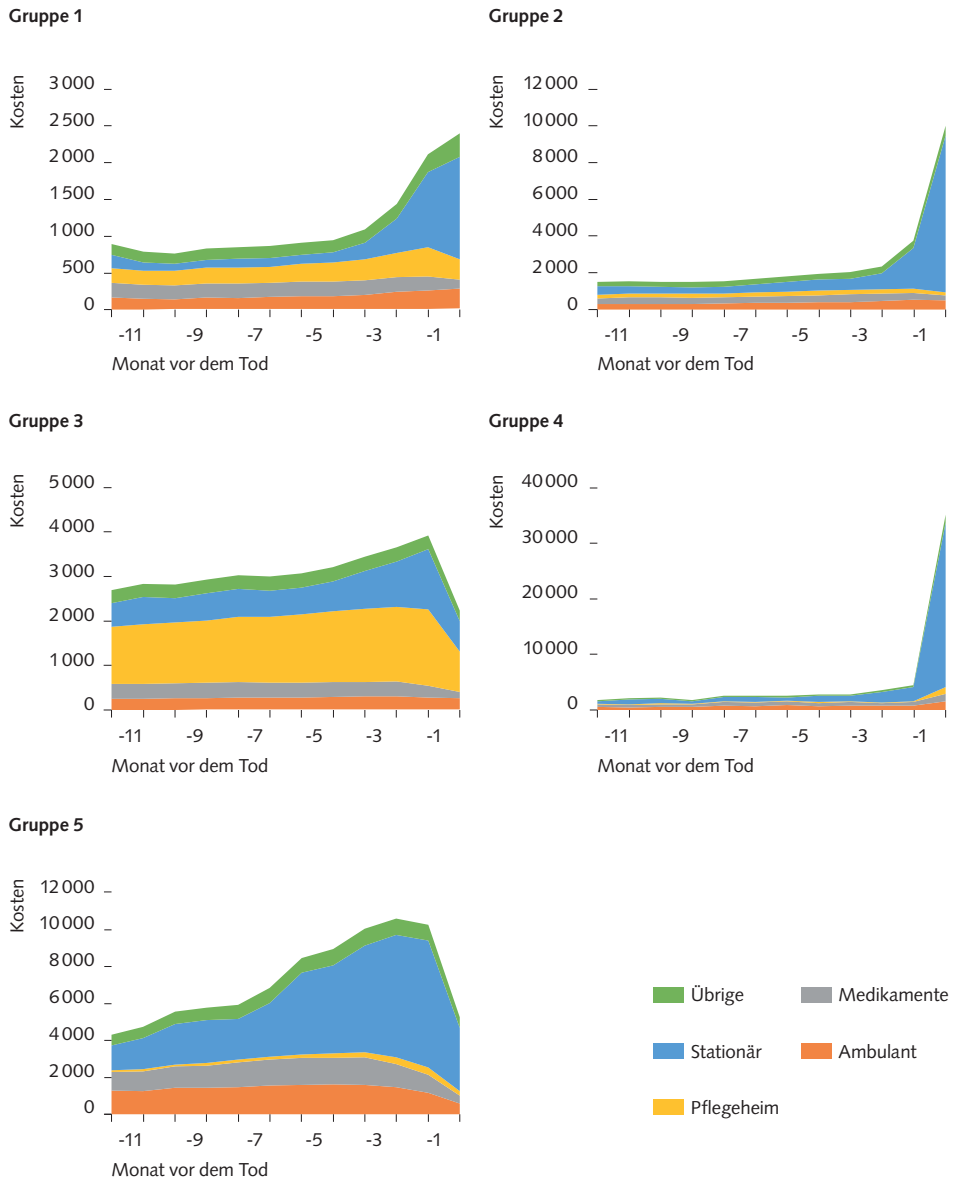 Gruppe 1
Kosten
3 000
2 500
2 000
1 500
1 000
500
0
-11 -9 -7 -5 -3 -1
Monat vor dem Tod
Gruppe 2
Kosten
12 000
10 000
8 000
6 000
4 000
2 000
0
-11 -9 -7 -5 -3 -1
Monat vor dem Tod
Gruppe 3
Kosten
5 000
4 000
3 000
2 000
1 000
0
-11 -9 -7 -5 -3 -1
Monat vor dem Tod
Gruppe 4
Kosten
40 000
30 000
20 000
10 000
0
-11 -9 -7 -5 -3 -1
Monat vor dem Tod
Gruppe 5
Kosten
12 000
10 000
8 000
6 000
4 000
2 000
0
-11 -9 -7 -5 -3 -1
Monat vor dem Tod
Übrige Medikamente
Stationär Ambulant
Pflegeheim